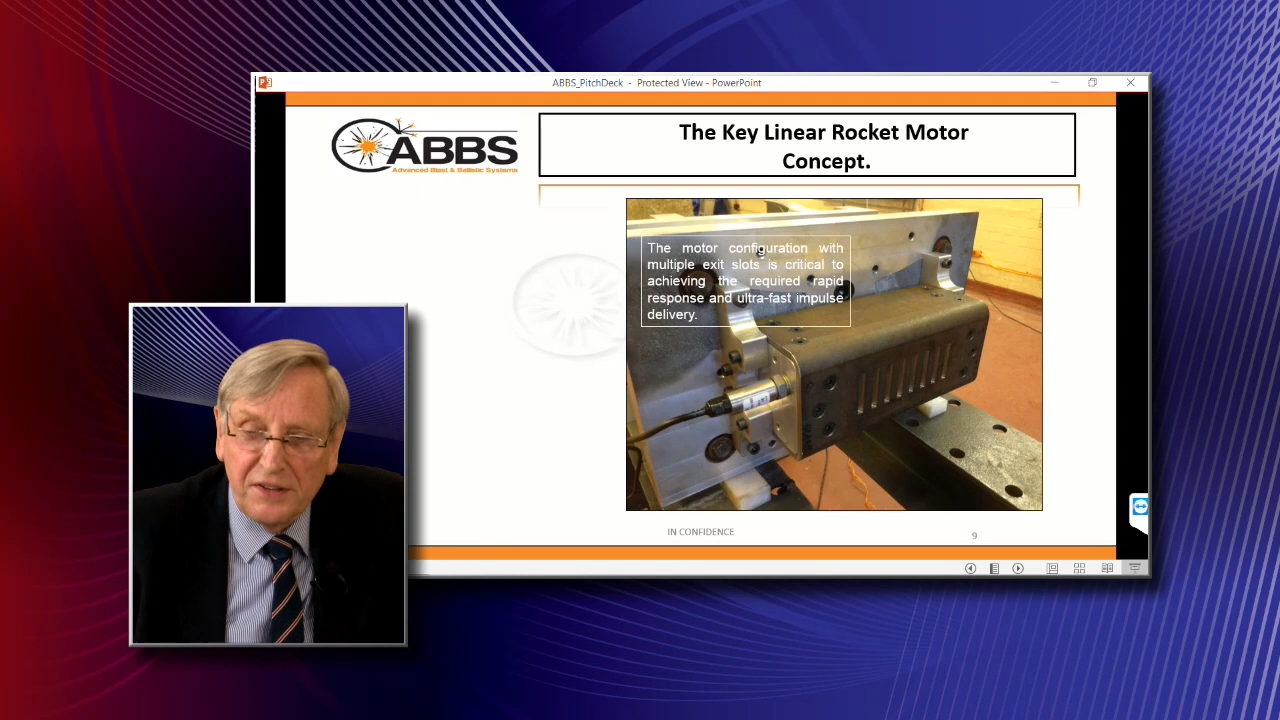 ABBS_PitchDeck - Protected View - PowerPoint
ABBS
Advanced Blast & Ballistic Systems
The Key Linear Rocket Motor
Concept.
The motor configuration with
multiple exit slots is critical to
achieving the required rapid
response and ultra-fast impulse
delivery.
IN CONFIDENCE
9